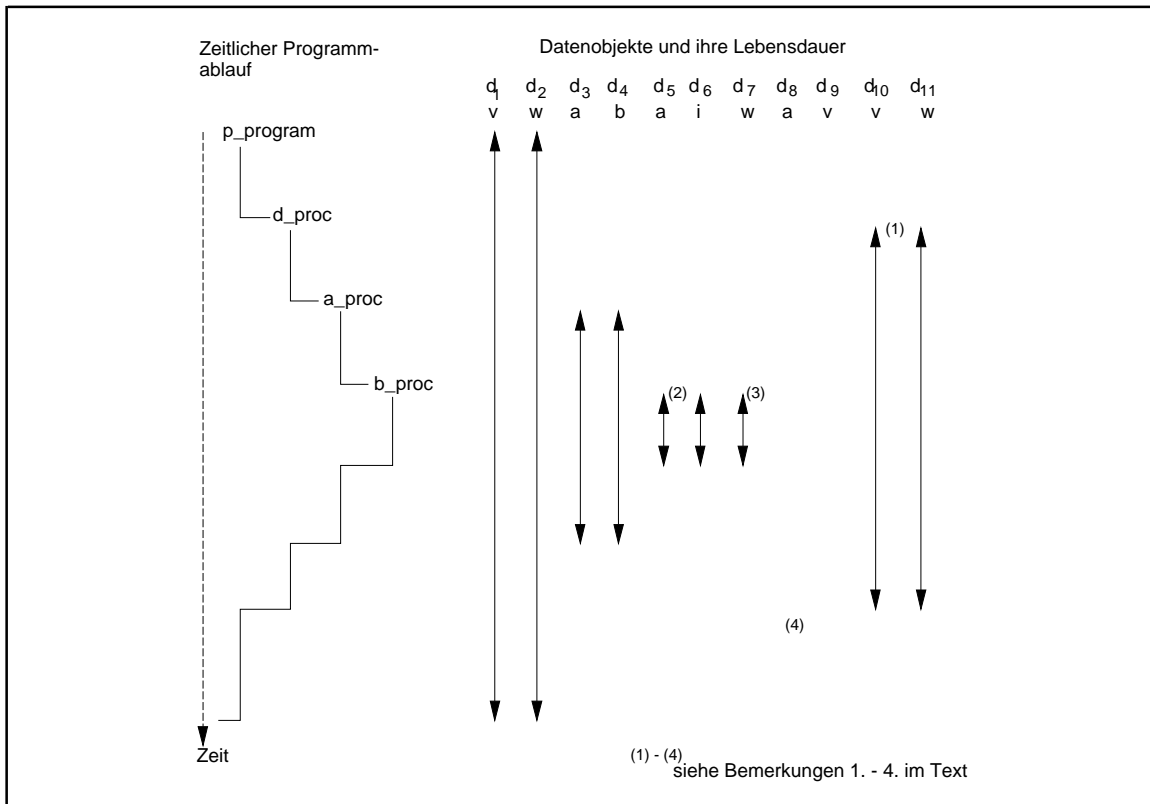 Zeitlicher Programm-
ablauf
Datenobjekte und ihre Lebensdauer
d1 d2 d3 d4 d5 d6 d7 d8 d9 d10 d11
v w a b a i w a v v w
p_program
d_proc
(1)
a_proc
b_proc
(2) (3)
(4)
Zeit
(1) - (4) siehe Bemerkungen 1. - 4. im Text